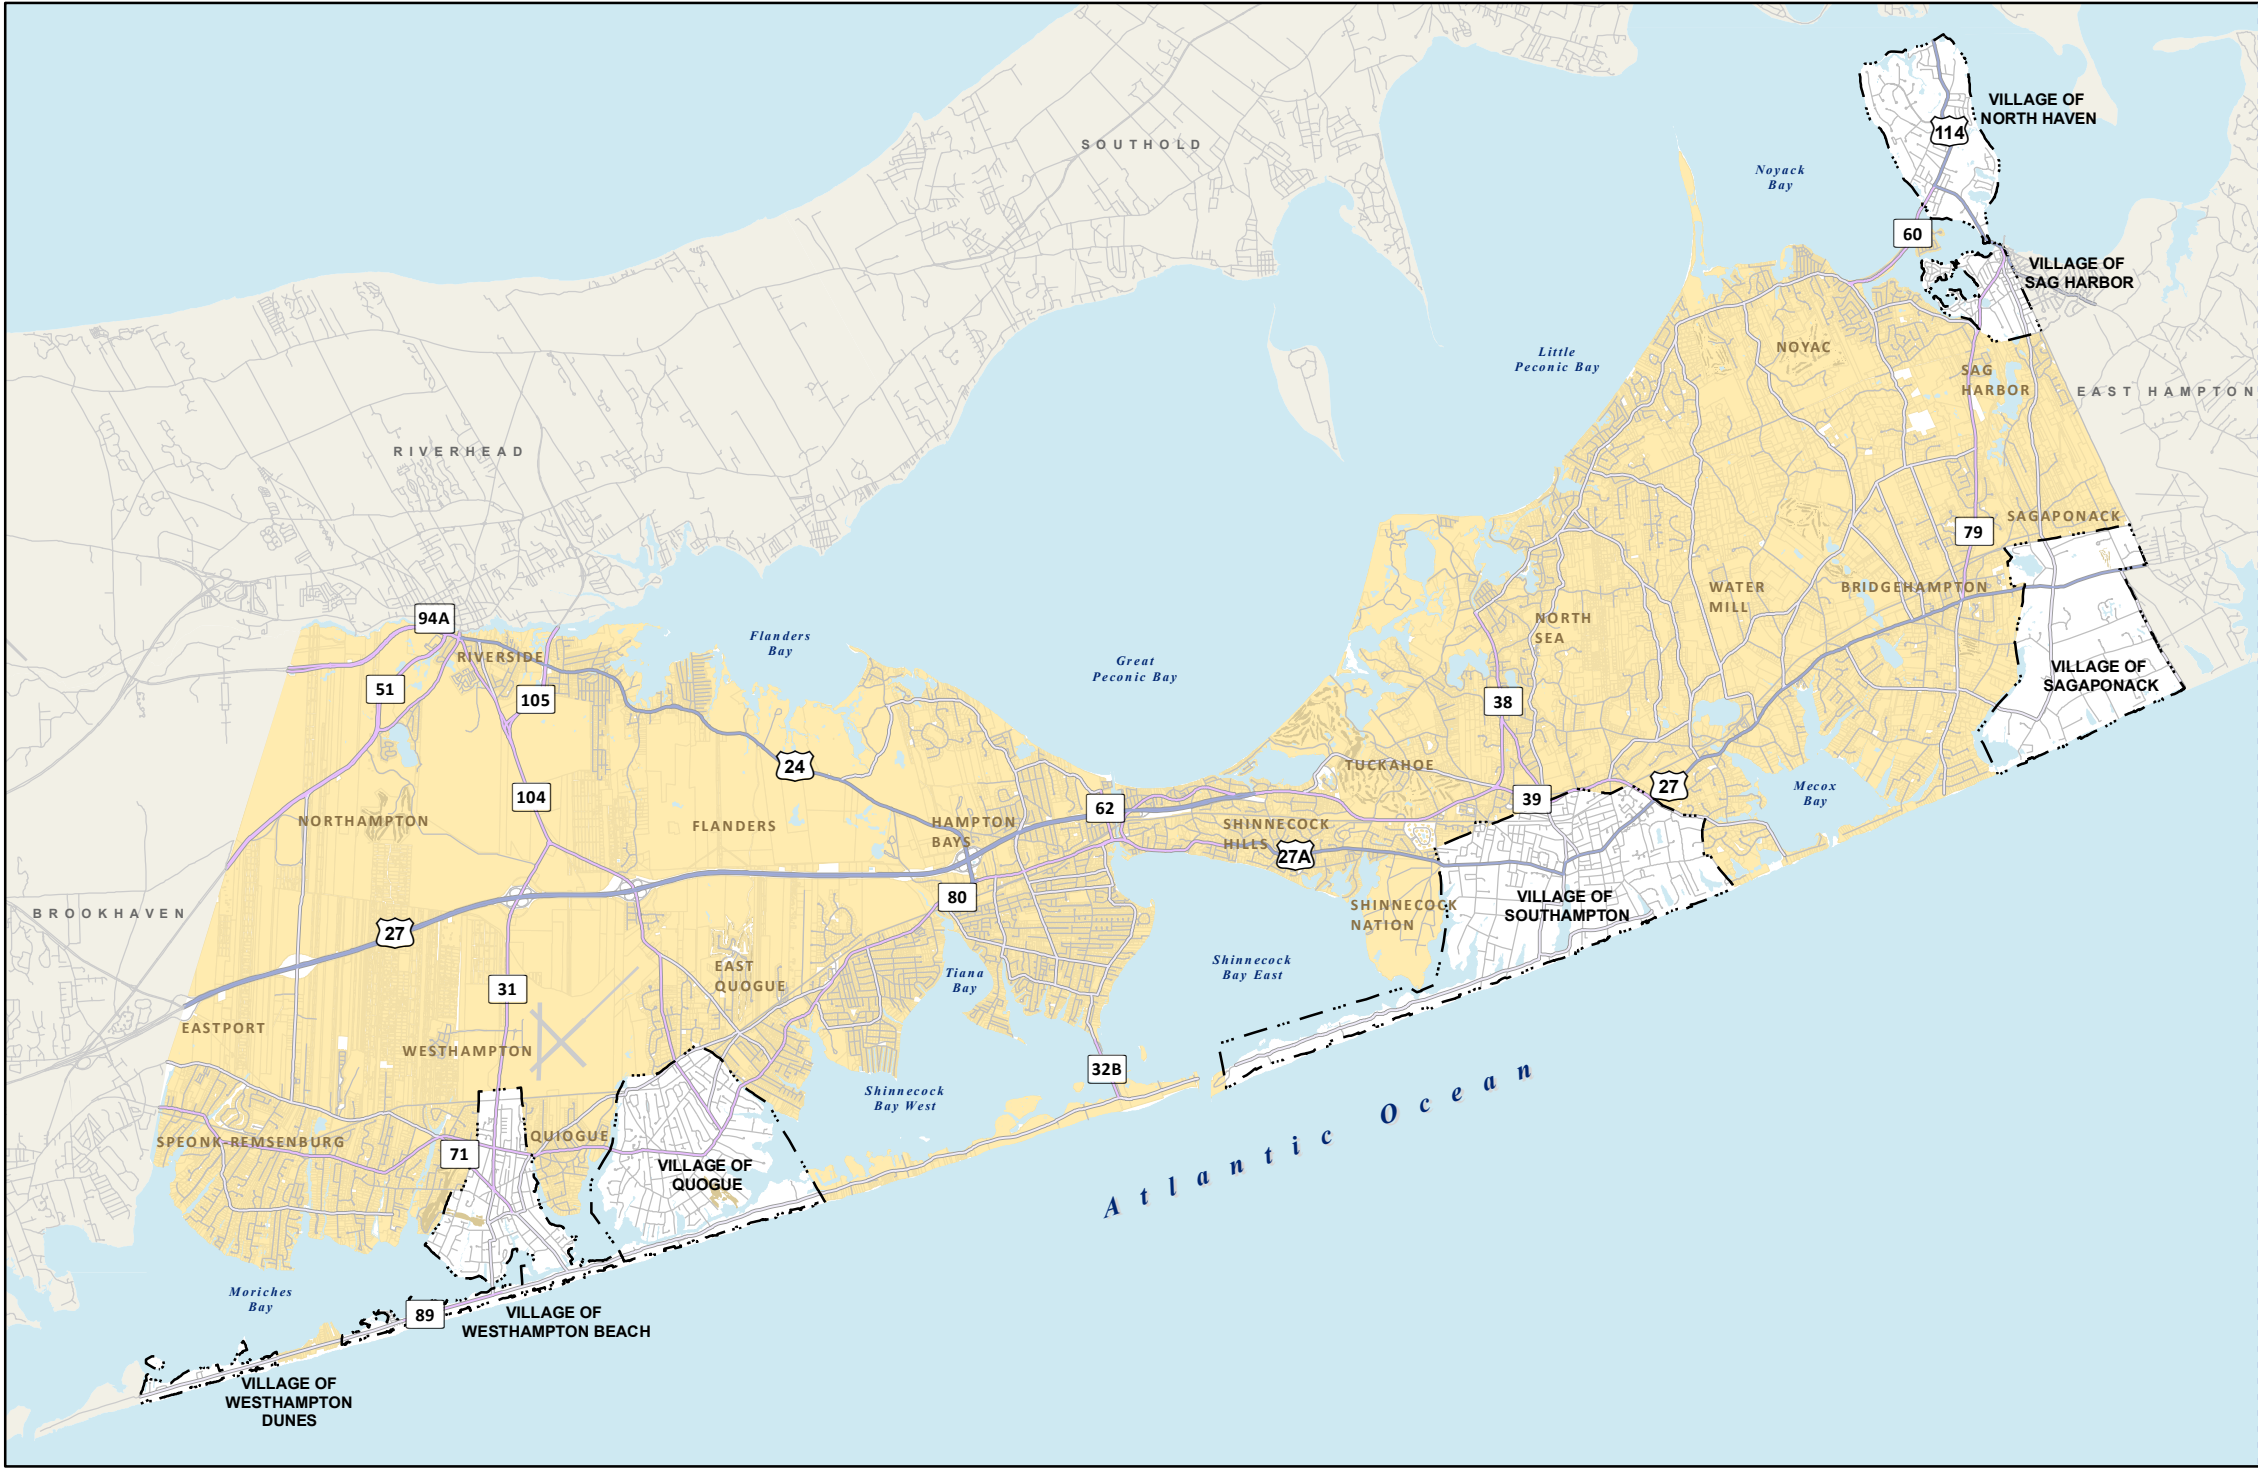 VILLAGE OF
NORTH HAVEN
114
SOUTHOLD
Noyack
Bay
60
VILLAGE OF
SAG HARBOR
NOYAC
Little
Peconic Bay
SAG
HARBOR
EAST HAMPTON
RIVERHEAD
SAGAPONACK
79
WATER
MILL
BRIDGEHAMPTON
94A
NORTH
SEA
Flanders
Bay
RIVERSIDE
Great
Peconic Bay
VILLAGE OF
SAGAPONACK
51
105
38
24
TUCKAHOE
27
Mecox
Bay
104
39
62
NORTHAMPTON
FLANDERS
HAMPTON
BAYS
SHINNECOCK
HILLS
27A
80
VILLAGE OF
SOUTHAMPTON
SHINNECOCK
NATION
BROOKHAVEN
27
EAST
QUOGUE
Tiana
Bay
Shinnecock
Bay East
31
EASTPORT
WESTHAMPTON
32B
Shinnecock
Bay West
Atlantic Ocean
SPEONK-REMSENBURG
71
QUIOGUE
VILLAGE OF
QUOGUE
Moriches
Bay
89
VILLAGE OF
WESTHAMPTON BEACH
VILLAGE OF
WESTHAMPTON
DUNES